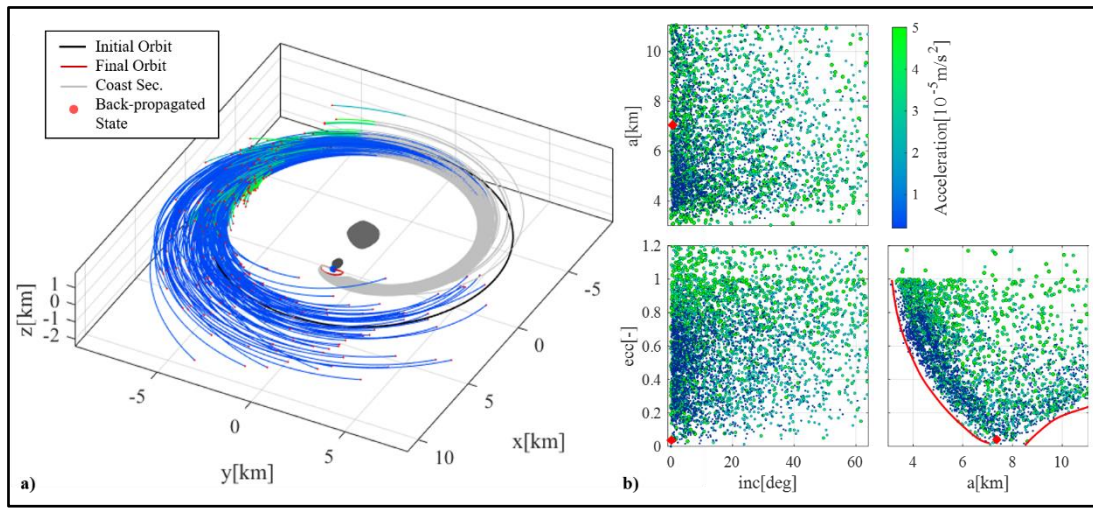 Initial Orbit
Final Orbit
Coast Sec.
Back-propagated
State
1
0
-1
-2
z[km]
-5
0
5
y[km]
-5
0
5
10
x[km]
a)
10
8
6
4
a[km]
5
4
3
2
1
Acceleration[10⁻⁵m/s²]
1.2
1
0.8
0.6
0.4
0.2
0
ecc[-]
0 20 40 60
inc[deg]
4 6 8 10
a[km]
b)